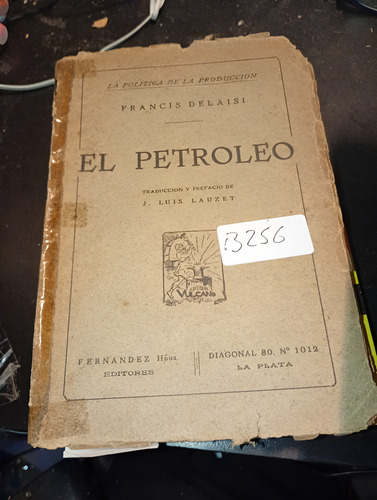 LA POLITICA DE LA PRODUCCION
FRANCIS DELAISI
EL PETROLEO
TRADUCCION Y PREFACIO DE
J. LUIS LAUZET
B256
VULCANO
FERNANDEZ Hnos.
EDITORES
DIAGONAL 80, Nº 1012
LA PLATA